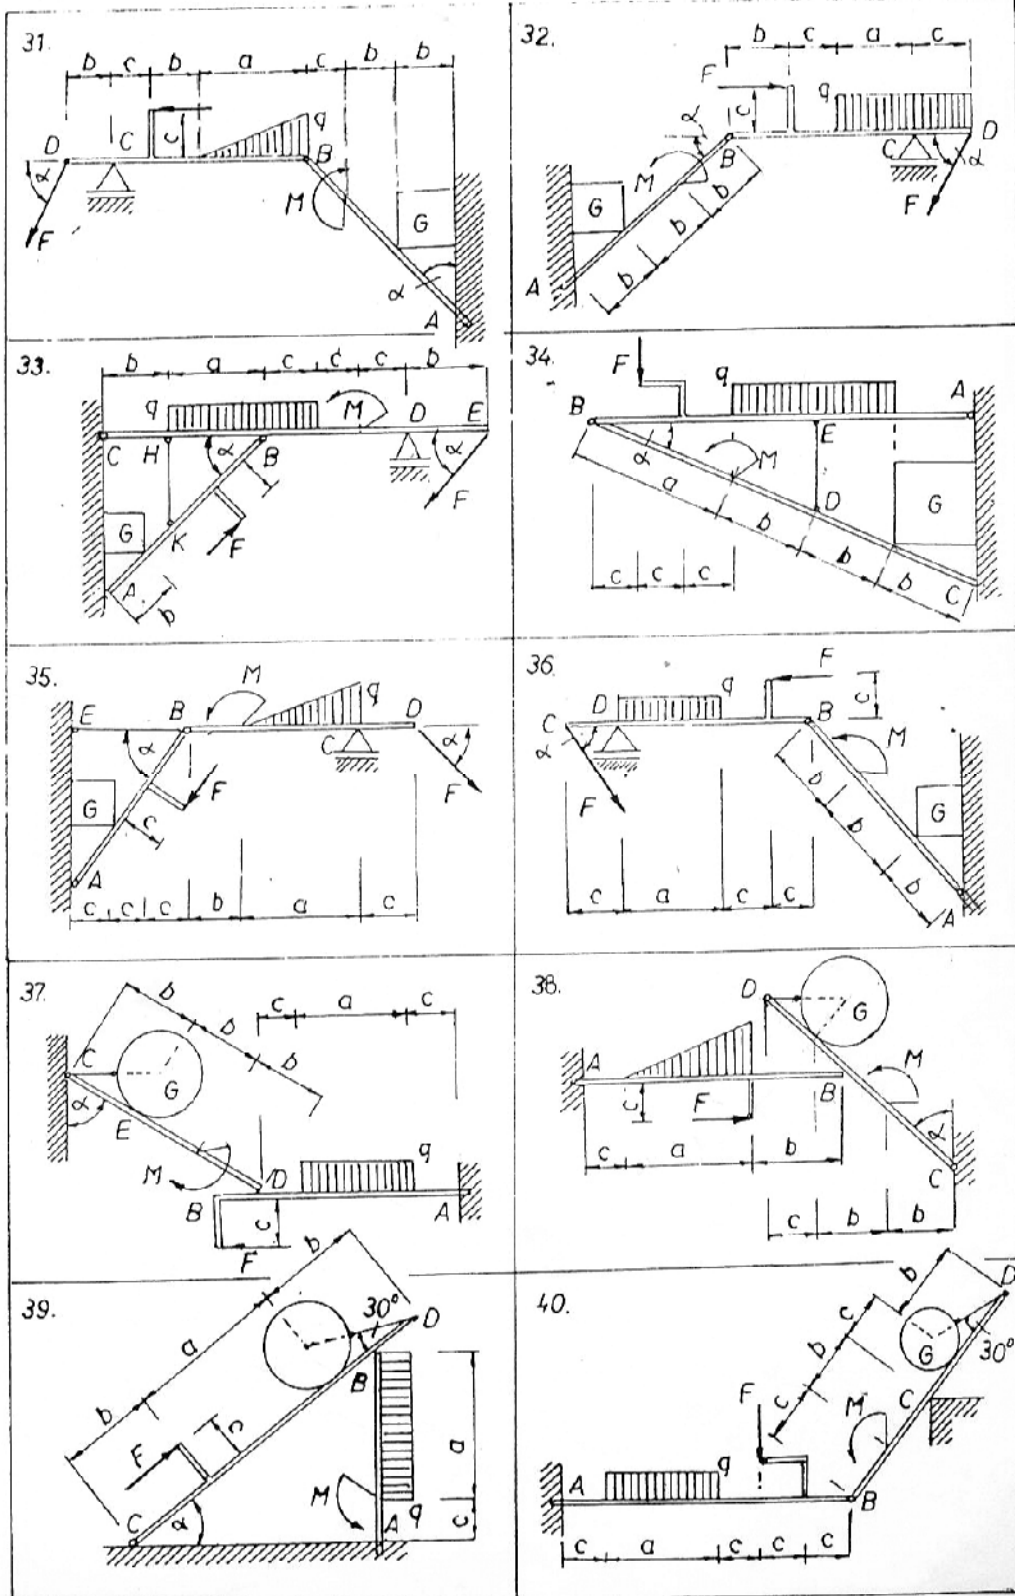 31.
b c b a c b b
D C c q B
α M G
F α
A
32.
b c a c
F q
α c B C D
M α
G b F
A b
b
33.
b a c c c b
q M D E
C H α B α
G K F F
A
b
34.
F q A
B E
α M
a D G
b
c c c b
b C
35.
M q
E B D
α C α
G F F
c
A
c c c b a c
36.
F
D q c
C B
α M
F b
b G
b A
c a c c
37.
b c a c
b
C b
α G
E
M D q
B c A
F
38.
D
G
A M
c F B α
c a b C
c b b
39.
b
a 30° D
b B
F c a
M
C α A q c
40.
b D
c
b G 30°
c C
F M
A q
B
c a c c c